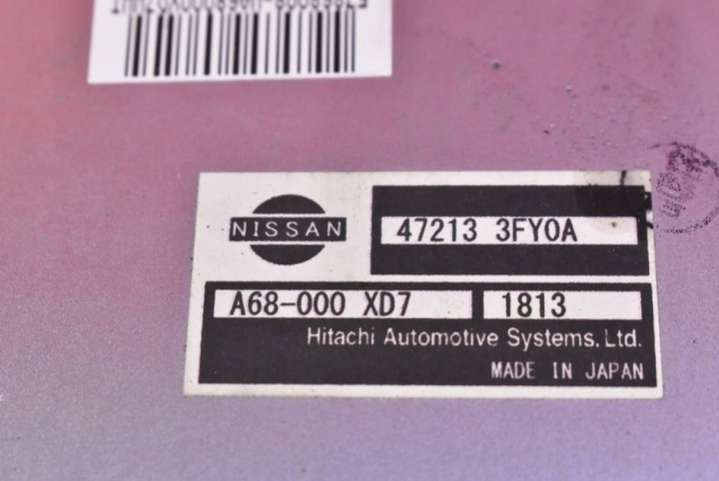 NISSAN
47213 3FY0A
A68-000 XD7
1813
Hitachi Automotive Systems, Ltd.
MADE IN JAPAN